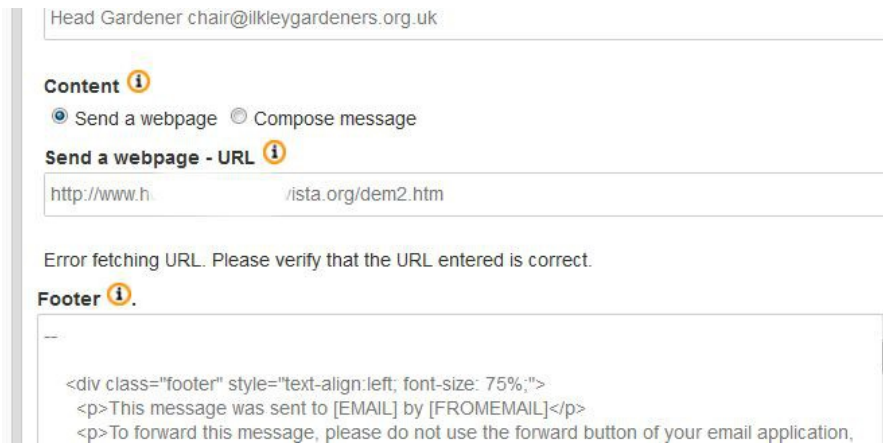 Head Gardener chair@ilkleygardeners.org.uk
Content
Send a webpage Compose message
Send a webpage - URL
http://www.h vista.org/dem2.htm
Error fetching URL. Please verify that the URL entered is correct.
Footer .
--
<div class="footer" style="text-align:left; font-size: 75%;">
<p>This message was sent to [EMAIL] by [FROMEMAIL]</p>
<p>To forward this message, please do not use the forward button of your email application,